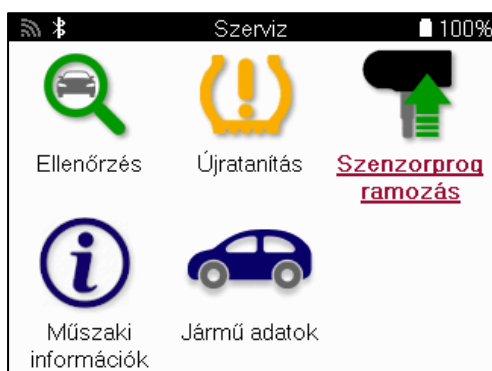 Szerviz 100%
Ellenőrzés Újratanítás Szenzorprog
ramozás
Műszaki Jármű adatok
információk